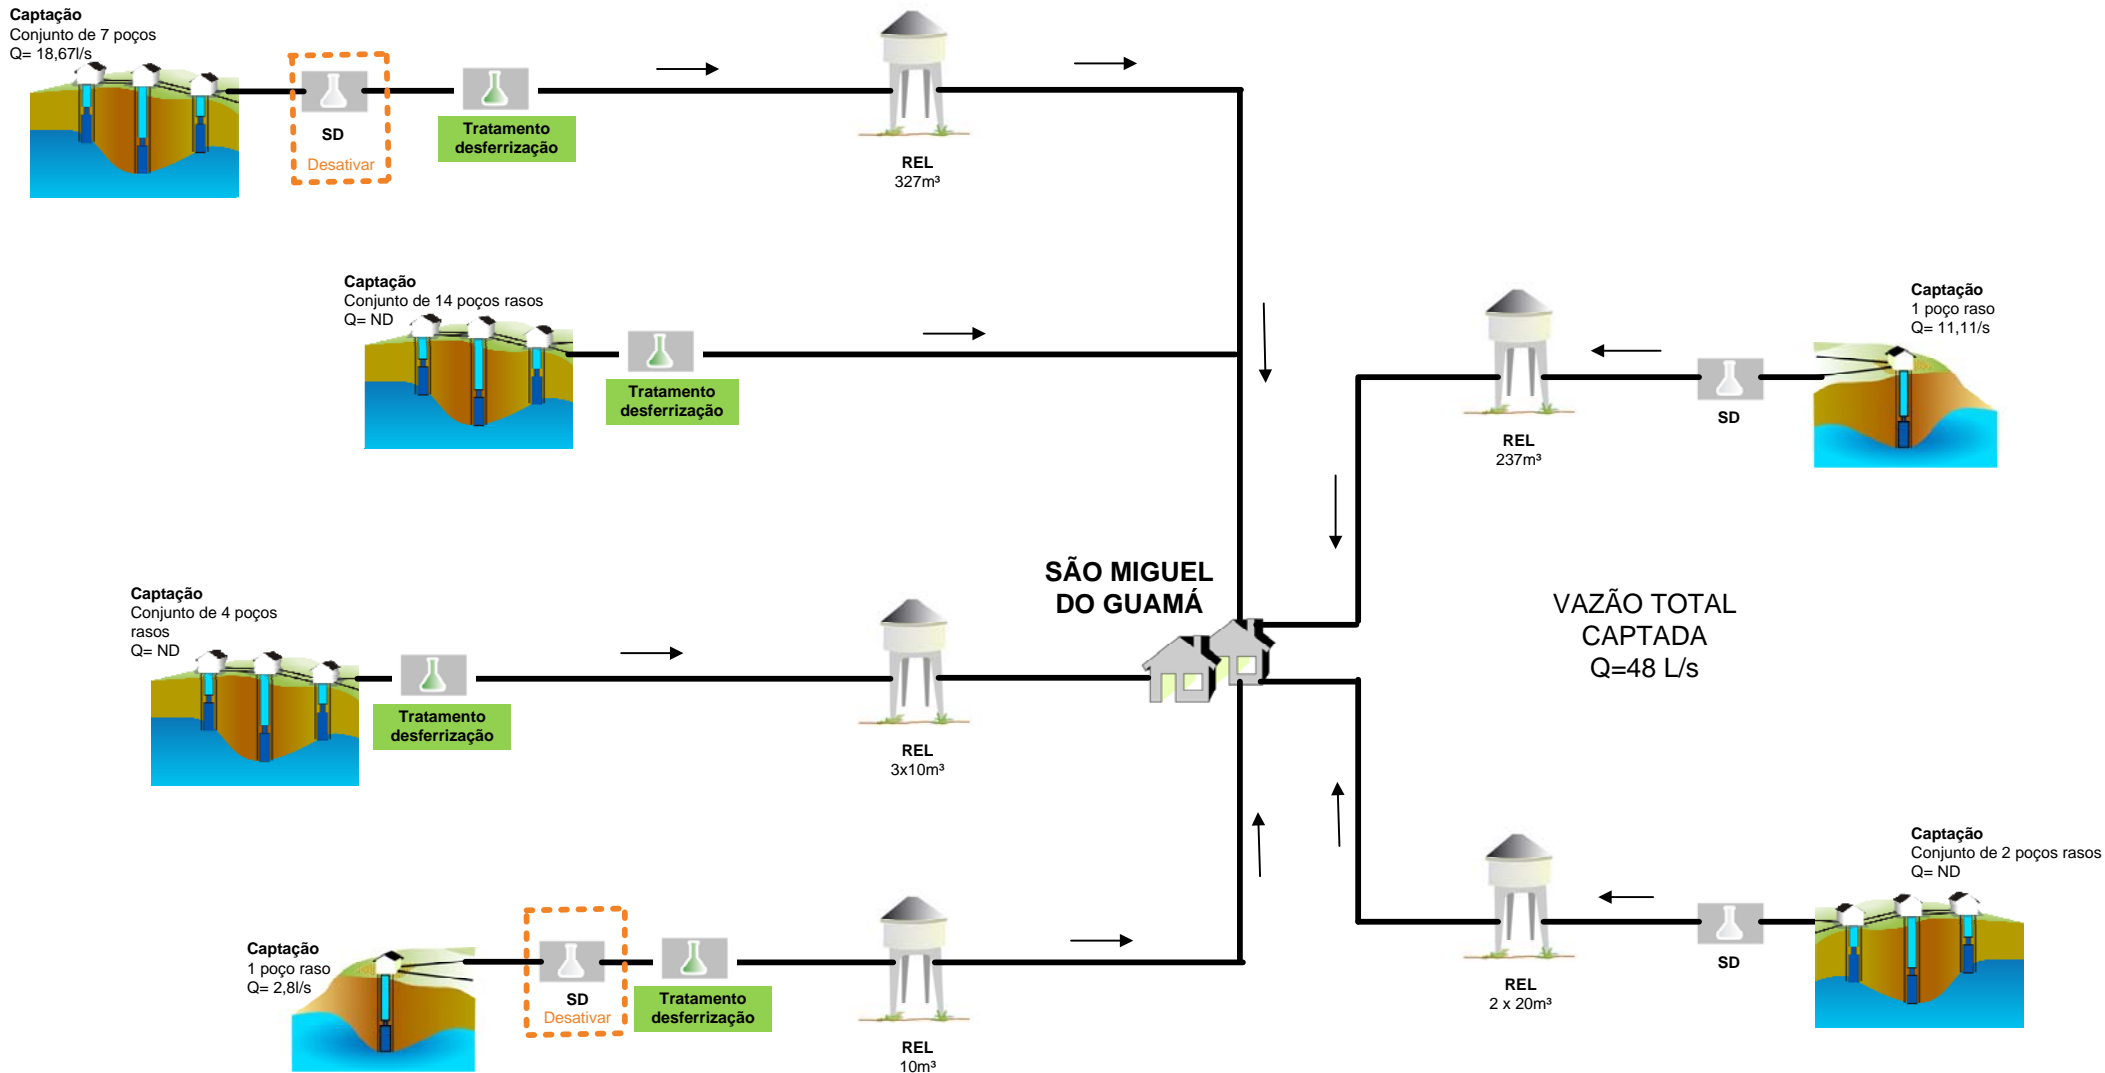 Captação
Conjunto de 7 poços
Q= 18,67l/s
SD
Desativar
Tratamento
desferrização
REL
327m³
Captação
Conjunto de 14 poços rasos
Q= ND
Tratamento
desferrização
Captação
1 poço raso
Q= 11,11/s
SD
REL
237m³
SÃO MIGUEL
DO GUAMÁ
VAZÃO TOTAL
CAPTADA
Q=48 L/s
Captação
Conjunto de 4 poços
rasos
Q= ND
Tratamento
desferrização
REL
3x10m³
Captação
Conjunto de 2 poços rasos
Q= ND
SD
REL
2 x 20m³
Captação
1 poço raso
Q= 2,8l/s
SD
Desativar
Tratamento
desferrização
REL
10m³